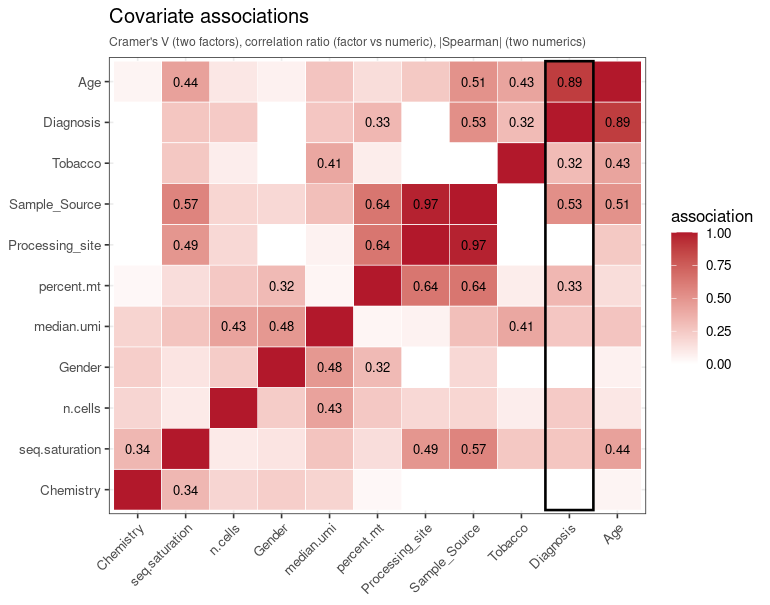 Covariate associations
Cramer's V (two factors), correlation ratio (factor vs numeric), |Spearman| (two numerics)
Age 0.44 0.51 0.43 0.89
Diagnosis 0.33 0.53 0.32 0.89
Tobacco 0.41 0.32 0.43
Sample_Source 0.57 0.64 0.97 0.53 0.51
Processing_site 0.49 0.64 0.97
percent.mt 0.32 0.64 0.64 0.33
median.umi 0.43 0.48 0.41
Gender 0.48 0.32
n.cells 0.43
seq.saturation 0.34 0.49 0.57 0.44
Chemistry 0.34
Chemistry
seq.saturation
n.cells
Gender
median.umi
percent.mt
Processing_site
Sample_Source
Tobacco
Diagnosis
Age
association
1.00
0.75
0.50
0.25
0.00